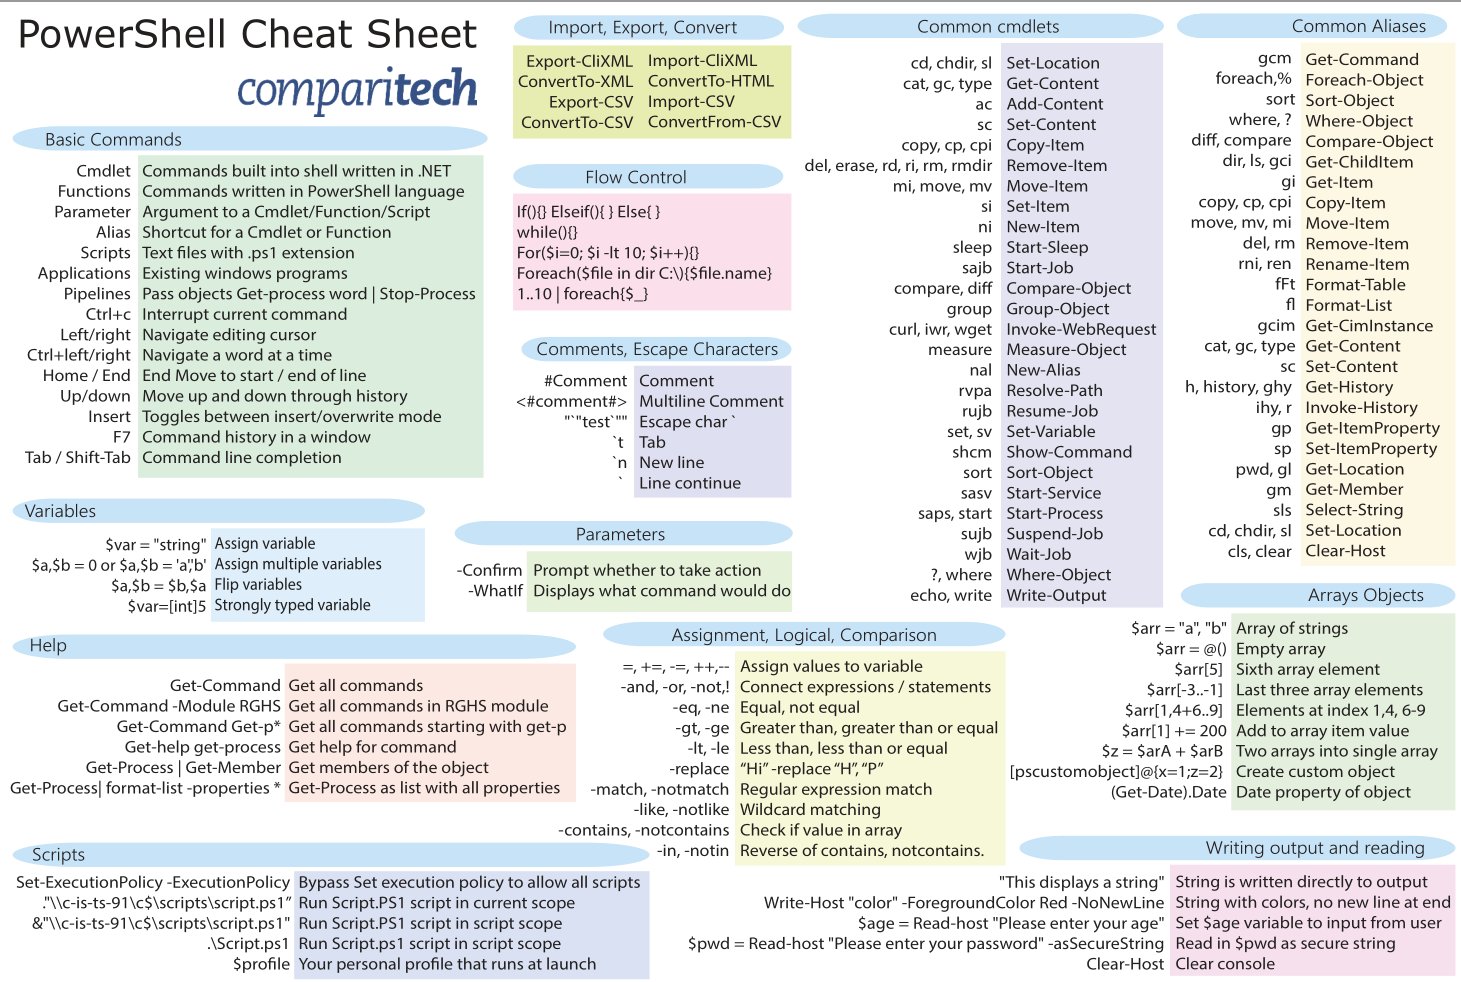 PowerShell Cheat Sheet
comparitech
Basic Commands
Cmdlet Commands built into shell written in .NET
Functions Commands written in PowerShell language
Parameter Argument to a Cmdlet/Function/Script
Alias Shortcut for a Cmdlet or Function
Scripts Text files with .ps1 extension
Applications Existing windows programs
Pipelines Pass objects Get-process word | Stop-Process
Ctrl+c Interrupt current command
Left/right Navigate editing cursor
Ctrl+left/right Navigate a word at a time
Home / End End Move to start / end of line
Up/down Move up and down through history
Insert Toggles between insert/overwrite mode
F7 Command history in a window
Tab / Shift-Tab Command line completion
Variables
$var = "string" Assign variable
$a,$b = 0 or $a,$b = 'a','b' Assign multiple variables
$a,$b = $b,$a Flip variables
$var=[int]5 Strongly typed variable
Help
Get-Command Get all commands
Get-Command -Module RGHS Get all commands in RGHS module
Get-Command Get-p* Get all commands starting with get-p
Get-help get-process Get help for command
Get-Process | Get-Member Get members of the object
Get-Process| format-list -properties * Get-Process as list with all properties
Scripts
Set-ExecutionPolicy -ExecutionPolicy Bypass Set execution policy to allow all scripts
."\\c-is-ts-91\c$\scripts\script.ps1” Run Script.PS1 script in current scope
&"\\c-is-ts-91\c$\scripts\script.ps1" Run Script.PS1 script in script scope
.\Script.ps1 Run Script.ps1 script in script scope
$profile Your personal profile that runs at launch
Import, Export, Convert
Export-CliXML Import-CliXML
ConvertTo-XML ConvertTo-HTML
Export-CSV Import-CSV
ConvertTo-CSV ConvertFrom-CSV
Flow Control
If(){} Elseif(){ } Else{ }
while(){}
For($i=0; $i -lt 10; $i++){}
Foreach($file in dir C:\){$file.name}
1..10 | foreach{$_}
Comments, Escape Characters
#Comment Comment
<#comment#> Multiline Comment
"`"test`"" Escape char `
`t Tab
`n New line
` Line continue
Parameters
-Confirm Prompt whether to take action
-WhatIf Displays what command would do
Assignment, Logical, Comparison
=, +=, -=, ++,-- Assign values to variable
-and, -or, -not,! Connect expressions / statements
-eq, -ne Equal, not equal
-gt, -ge Greater than, greater than or equal
-lt, -le Less than, less than or equal
-replace “Hi” -replace “H”, “P”
-match, -notmatch Regular expression match
-like, -notlike Wildcard matching
-contains, -notcontains Check if value in array
-in, -notin Reverse of contains, notcontains.
Common cmdlets
cd, chdir, sl Set-Location
cat, gc, type Get-Content
ac Add-Content
sc Set-Content
copy, cp, cpi Copy-Item
del, erase, rd, ri, rm, rmdir Remove-Item
mi, move, mv Move-Item
si Set-Item
ni New-Item
sleep Start-Sleep
sajb Start-Job
compare, diff Compare-Object
group Group-Object
curl, iwr, wget Invoke-WebRequest
measure Measure-Object
nal New-Alias
rvpa Resolve-Path
rujb Resume-Job
set, sv Set-Variable
shcm Show-Command
sort Sort-Object
sasv Start-Service
saps, start Start-Process
sujb Suspend-Job
wjb Wait-Job
?, where Where-Object
echo, write Write-Output
Common Aliases
gcm Get-Command
foreach,% Foreach-Object
sort Sort-Object
where, ? Where-Object
diff, compare Compare-Object
dir, ls, gci Get-ChildItem
gi Get-Item
copy, cp, cpi Copy-Item
move, mv, mi Move-Item
del, rm Remove-Item
rni, ren Rename-Item
fFt Format-Table
fl Format-List
gcim Get-CimInstance
cat, gc, type Get-Content
sc Set-Content
h, history, ghy Get-History
ihy, r Invoke-History
gp Get-ItemProperty
sp Set-ItemProperty
pwd, gl Get-Location
gm Get-Member
sls Select-String
cd, chdir, sl Set-Location
cls, clear Clear-Host
Arrays Objects
$arr = "a", "b" Array of strings
$arr = @() Empty array
$arr[5] Sixth array element
$arr[-3..-1] Last three array elements
$arr[1,4+6..9] Elements at index 1,4, 6-9
$arr[1] += 200 Add to array item value
$z = $arA + $arB Two arrays into single array
[pscustomobject]@{x=1;z=2} Create custom object
(Get-Date).Date Date property of object
Writing output and reading
"This displays a string" String is written directly to output
Write-Host "color" -ForegroundColor Red -NoNewLine String with colors, no new line at end
$age = Read-host "Please enter your age" Set $age variable to input from user
$pwd = Read-host "Please enter your password" -asSecureString Read in $pwd as secure string
Clear-Host Clear console